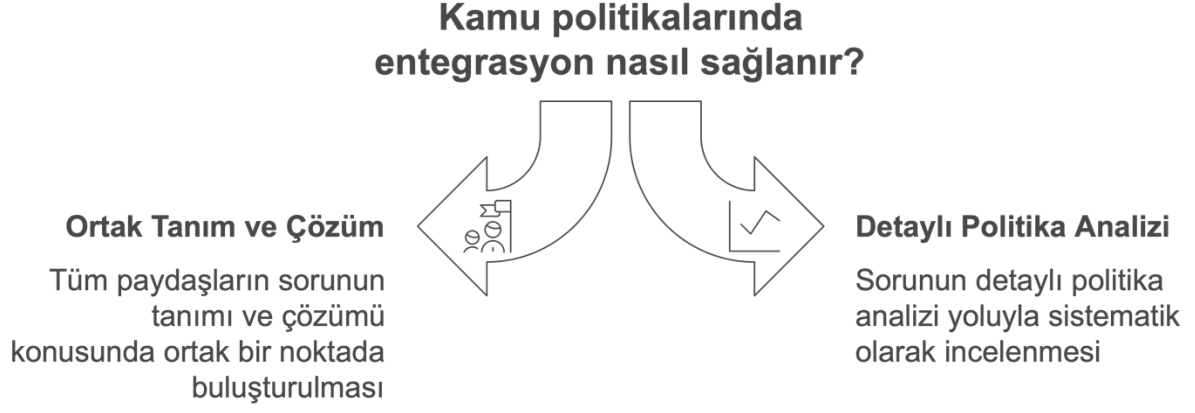 Kamu politikalarında
entegrasyon nasıl sağlanır?
Ortak Tanım ve Çözüm
Tüm paydaşların sorunun
tanımı ve çözümü
konusunda ortak bir noktada
buluşturulması
Detaylı Politika Analizi
Sorunun detaylı politika
analizi yoluyla sistematik
olarak incelenmesi